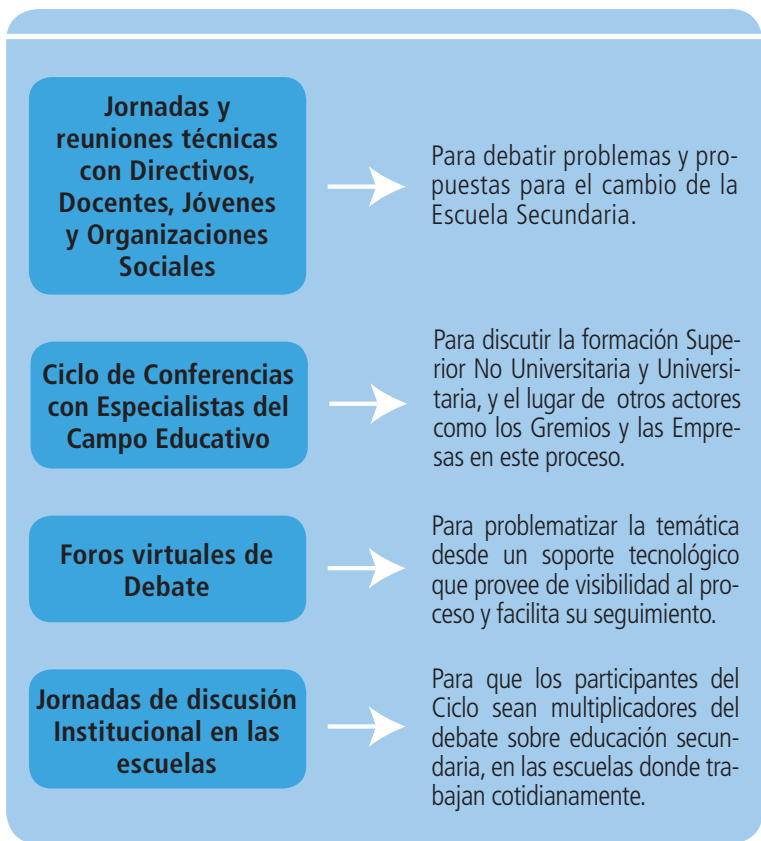 Jornadas y
reuniones técnicas
con Directivos,
Docentes, Jóvenes
y Organizaciones
Sociales
Para debatir problemas y pro-
puestas para el cambio de la
Escuela Secundaria.
Ciclo de Conferencias
con Especialistas del
Campo Educativo
Para discutir la formación Supe-
rior No Universitaria y Universi-
taria, y el lugar de otros actores
como los Gremios y las Empre-
sas en este proceso.
Foros virtuales de
Debate
Para problematizar la temática
desde un soporte tecnológico
que provee de visibilidad al pro-
ceso y facilita su seguimiento.
Jornadas de discusión
Institucional en las
escuelas
Para que los participantes del
Ciclo sean multiplicadores del
debate sobre educación secun-
daria, en las escuelas donde tra-
bajan cotidianamente.